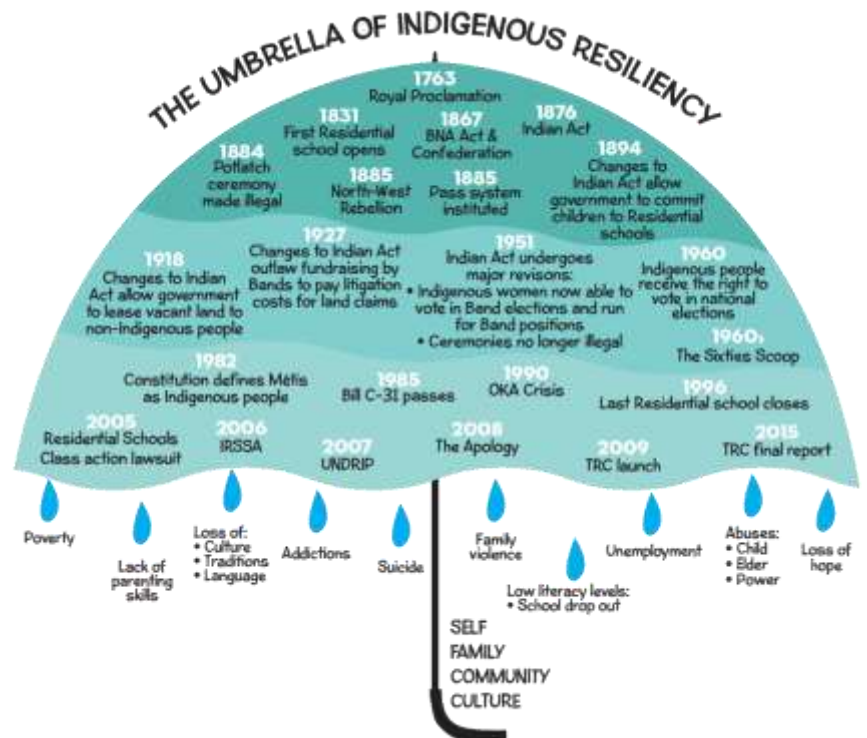 THE UMBRELLA OF INDIGENOUS RESILIENCY
1763
Royal Proclamation
1831
First Residential
school opens
1867
BNA Act &
Confederation
1876
Indian Act
1884
Potlatch
ceremony
made illegal
1885
North-West
Rebellion
1885
Pass system
instituted
1894
Changes to
Indian Act allow
government to commit
children to Residential
schools
1918
Changes to Indian
Act allow government
to lease vacant land to
non-Indigenous people
1927
Changes to Indian Act
outlaw fundraising by
Bands to pay litigation
costs for land claims
1951
Indian Act undergoes
major revisons:
• Indigenous women now able to
vote in Band elections and run
for Band positions
• Ceremonies no longer illegal
1960
Indigenous people
receive the right to
vote in national
elections
1960s
The Sixties Scoop
1982
Constitution defines Métis
as Indigenous people
1985
Bill C-31 passes
1990
OKA Crisis
1996
Last Residential school closes
2005
Residential Schools
Class action lawsuit
2006
IRSSA
2007
UNDRIP
2008
The Apology
2009
TRC launch
2015
TRC final report
Poverty
Lack of
parenting
skills
Loss of:
• Culture
• Traditions
• Language
Addictions
Suicide
Family
violence
Low literacy levels:
• School drop out
Unemployment
Abuses:
• Child
• Elder
• Power
Loss of
hope
SELF
FAMILY
COMMUNITY
CULTURE